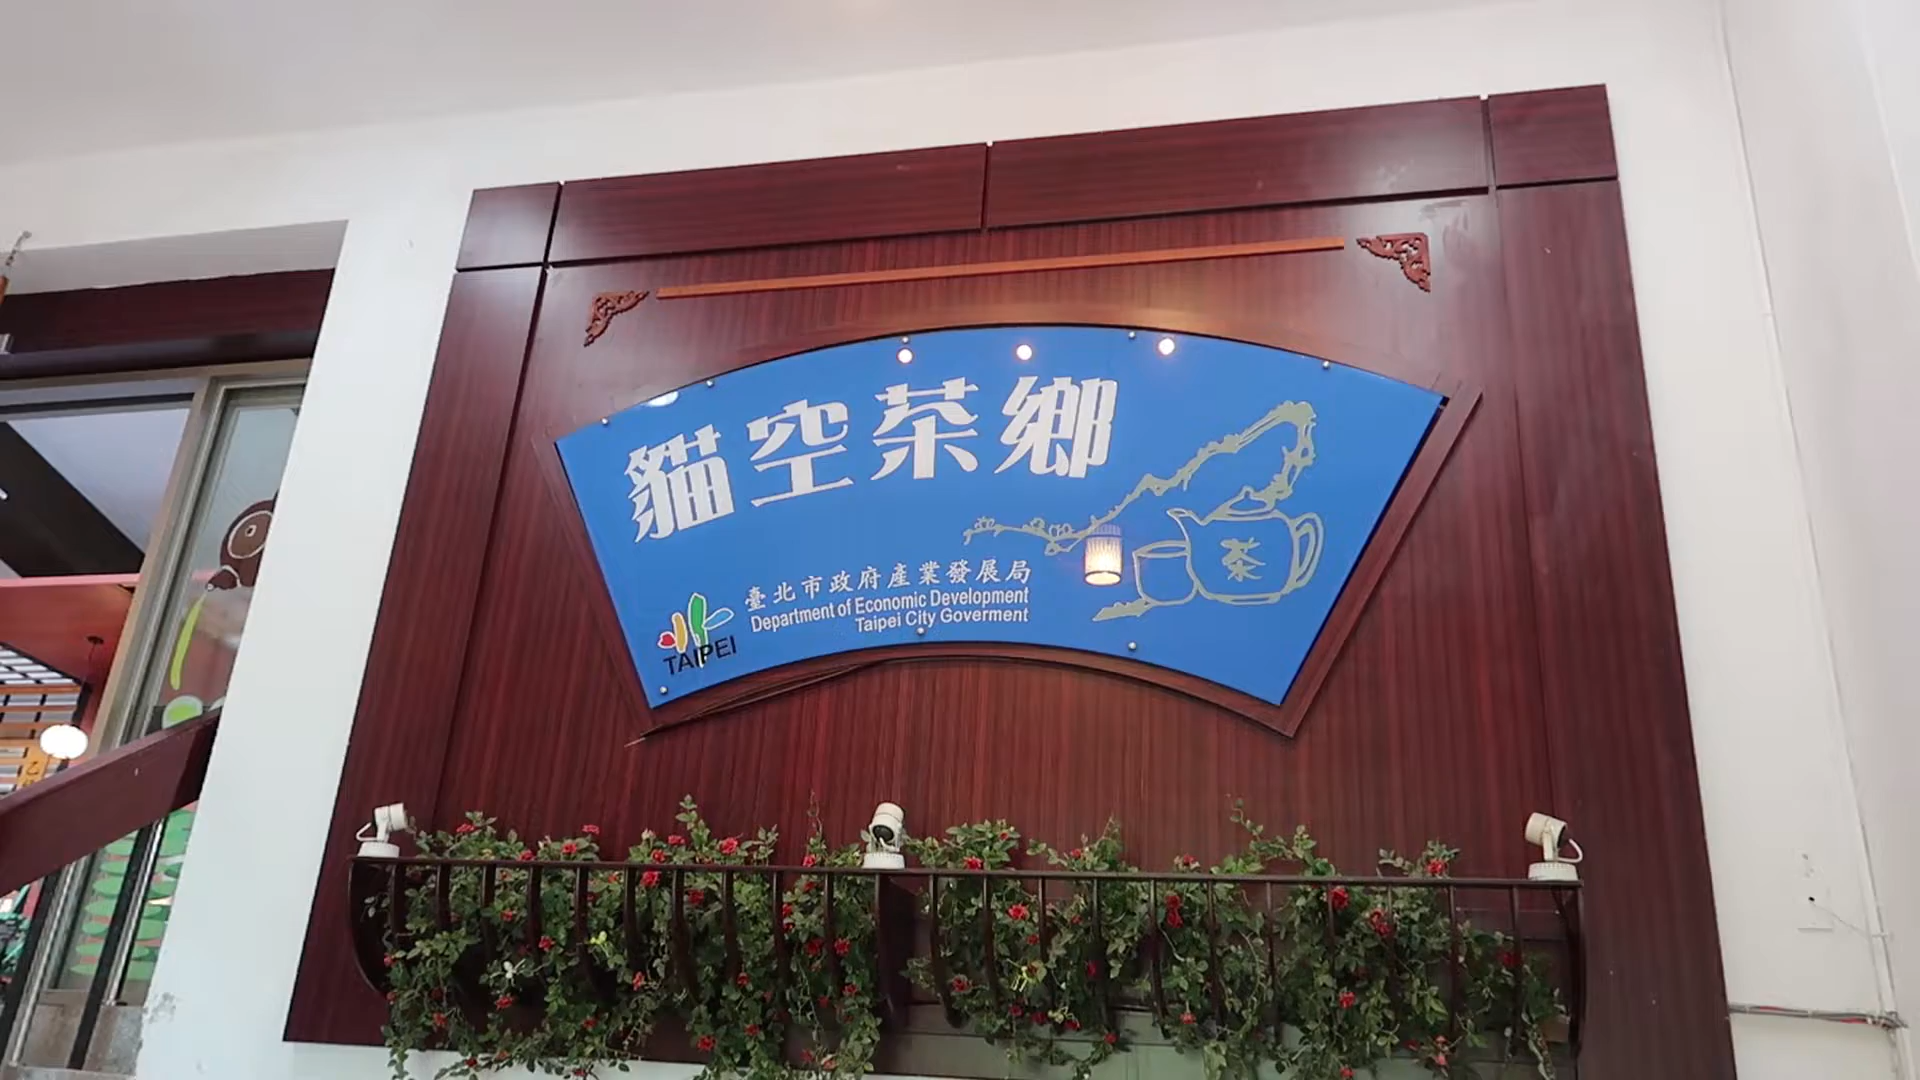 貓空茶鄉
茶
臺北市政府產業發展局
Department of Economic Development
Taipei City Goverment
TAIPEI
乙